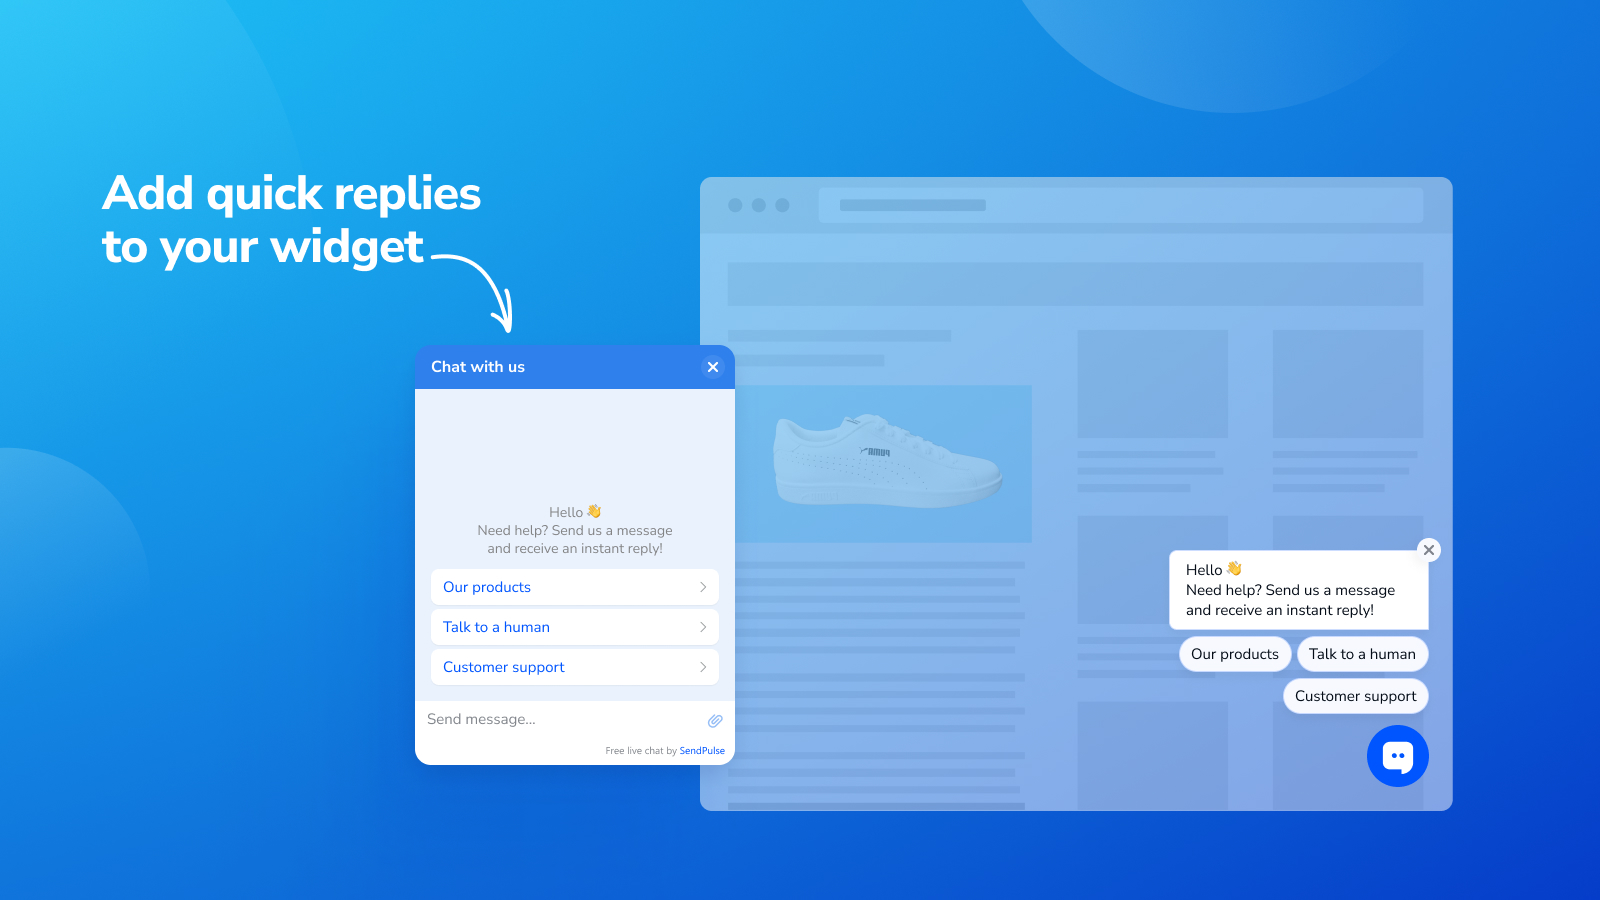 Add quick replies
to your widget
Chat with us
Hello 👋
Need help? Send us a message
and receive an instant reply!
Our products
Talk to a human
Customer support
Send message...
Free live chat by SendPulse
Hello 👋
Need help? Send us a message
and receive an instant reply!
Our products Talk to a human
Customer support